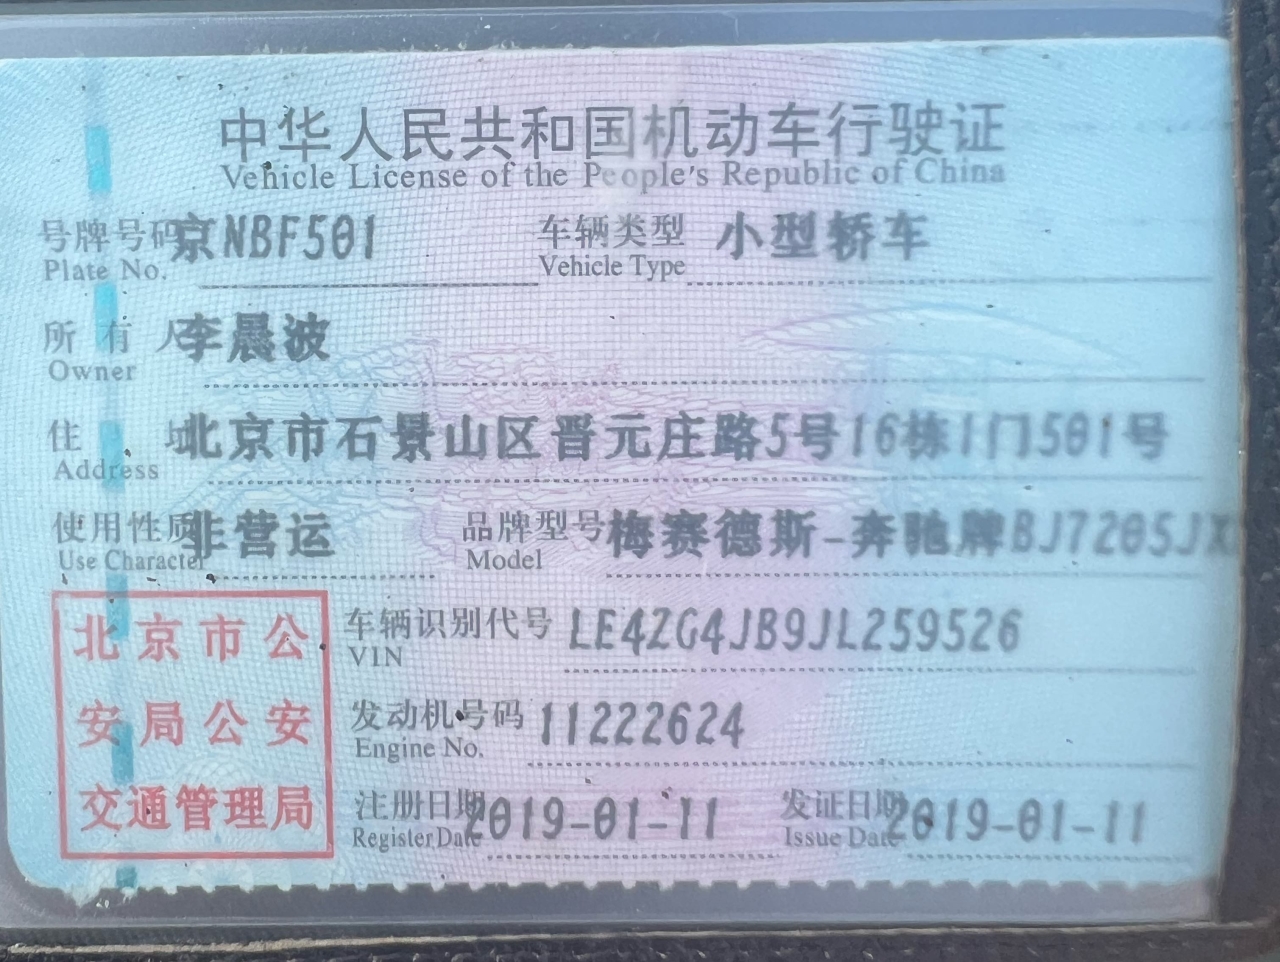 中华人民共和国机动车行驶证
Vehicle License of the People's Republic of China
号牌号码 京NBF501 车辆类型 小型轿车
Plate No. Vehicle Type
所有人 李晨波
Owner
住址 北京市石景山区晋元庄路5号16栋1门501号
Address
使用性质 非营运 品牌型号 梅赛德斯-奔驰牌BJ7205JX
Use Character Model
北京市公
安局公安
交通管理局
车辆识别代号 LE4ZG4JB9JL259526
VIN
发动机号码 11222624
Engine No.
注册日期 2019-01-11 发证日期 2019-01-11
Register Date Issue Date